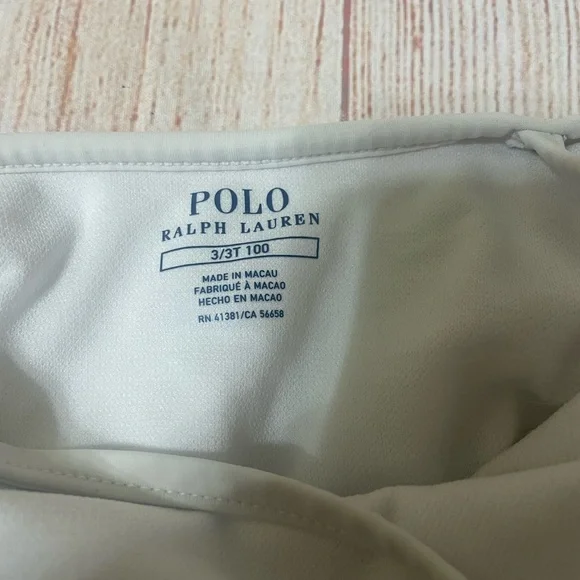 POLO
RALPH LAUREN
3/3T 100
MADE IN MACAU
FABRIQUÉ À MACAO
HECHO EN MACAO
RN 41381/CA 56658